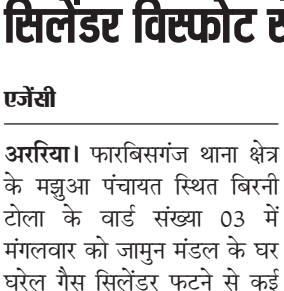 सिलेंडर विस्फोट
एजेंसी
अररिया। फारबिसगंज थाना क्षेत्र
के मझुआ पंचायत स्थित बिरनी
टोला के वार्ड संख्या 03 में
मंगलवार को जामुन मंडल के घर
घरेल गैस सिलेंडर फटने से कई